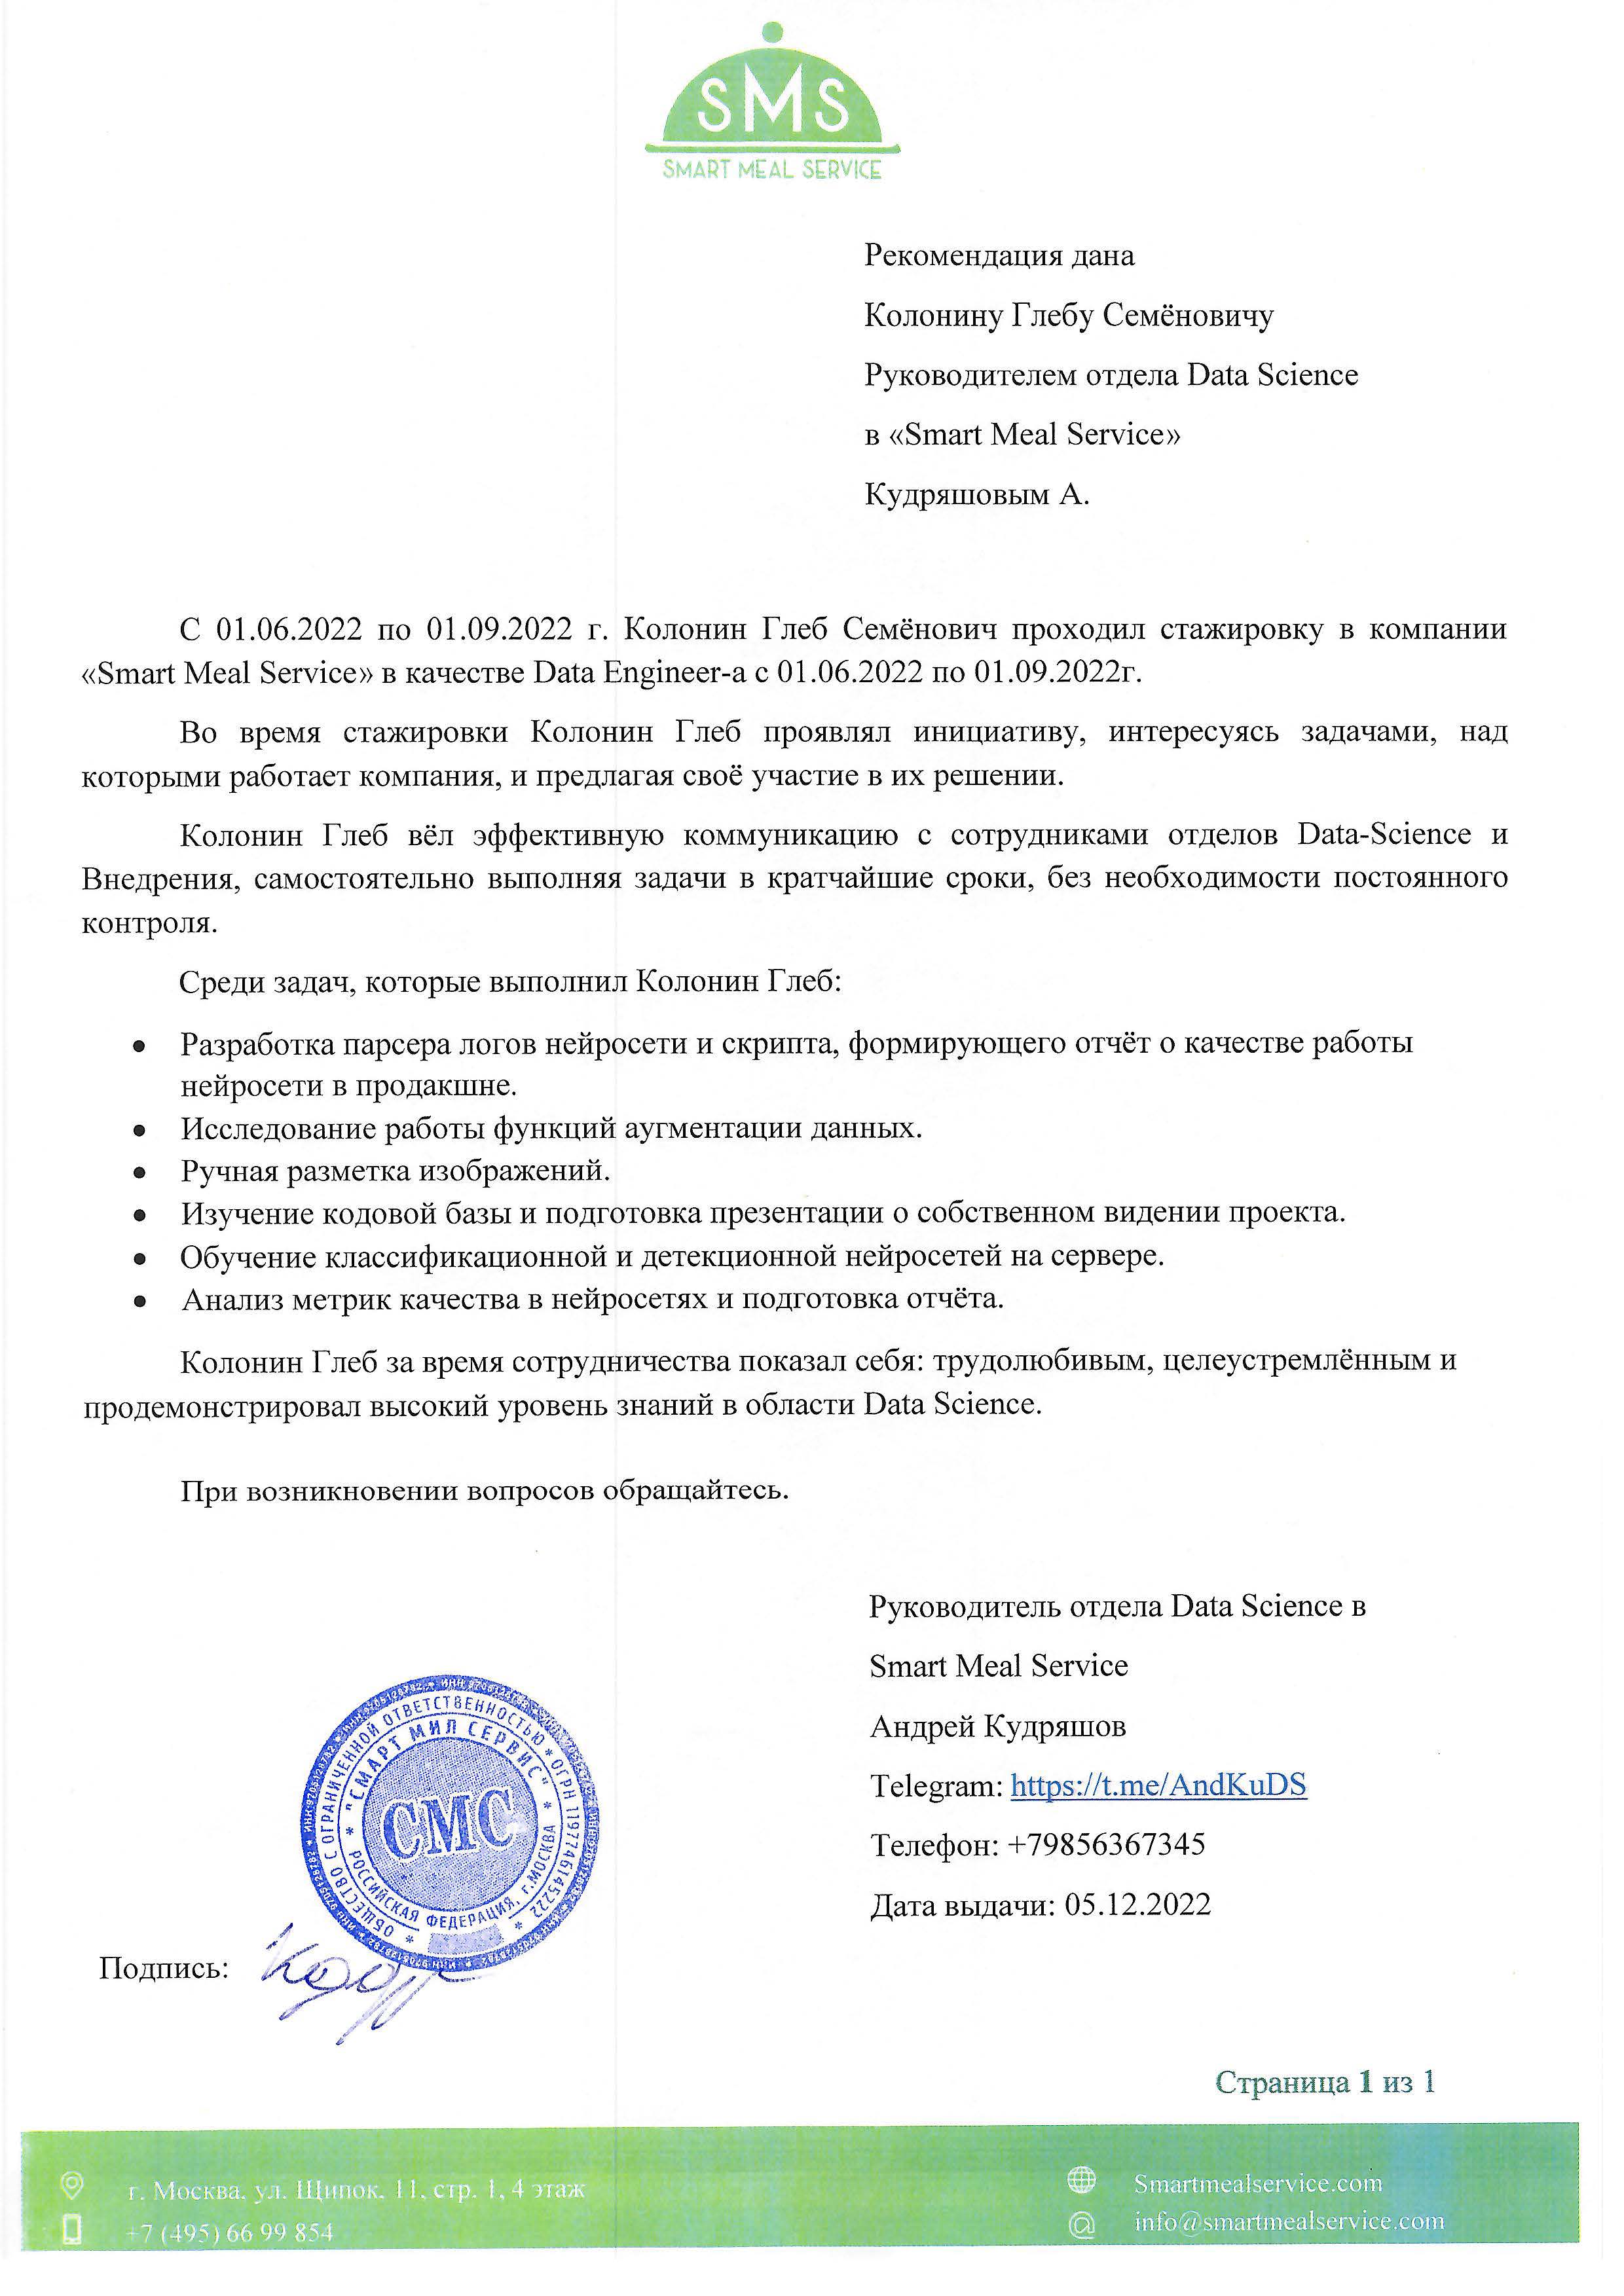 SMS
SMART MEAL SERVICE
Рекомендация дана
Колонину Глебу Семёновичу
Руководителем отдела Data Science
в «Smart Meal Service»
Кудряшовым А.
С 01.06.2022 по 01.09.2022 г. Колонин Глеб Семёнович проходил стажировку в компании
«Smart Meal Service» в качестве Data Engineer-а с 01.06.2022 по 01.09.2022г.
Во время стажировки Колонин Глеб проявлял инициативу, интересуясь задачами, над
которыми работает компания, и предлагая своё участие в их решении.
Колонин Глеб вёл эффективную коммуникацию с сотрудниками отделов Data-Science и
Внедрения, самостоятельно выполняя задачи в кратчайшие сроки, без необходимости постоянного
контроля.
Среди задач, которые выполнил Колонин Глеб:
• Разработка парсера логов нейросети и скрипта, формирующего отчёт о качестве работы
нейросети в продакшне.
• Исследование работы функций аугментации данных.
• Ручная разметка изображений.
• Изучение кодовой базы и подготовка презентации о собственном видении проекта.
• Обучение классификационной и детекционной нейросетей на сервере.
• Анализ метрик качества в нейросетях и подготовка отчёта.
Колонин Глеб за время сотрудничества показал себя: трудолюбивым, целеустремлённым и
продемонстрировал высокий уровень знаний в области Data Science.
При возникновении вопросов обращайтесь.
Руководитель отдела Data Science в
Smart Meal Service
Андрей Кудряшов
Telegram: https://t.me/AndKuDS
Телефон: +79856367345
Дата выдачи: 05.12.2022
ОБЩЕСТВО С ОГРАНИЧЕННОЙ ОТВЕТСТВЕННОСТЬЮ * ОГРН 1197746145222
"СМАРТ МИЛ СЕРВИС"
СМС
РОССИЙСКАЯ ФЕДЕРАЦИЯ, г.МОСКВА
Подпись:
Страница 1 из 1
г. Москва, ул. Щипок, 11, стр. 1, 4 этаж
+7 (495) 66 99 854
Smartmealservice.com
info@smartmealservice.com